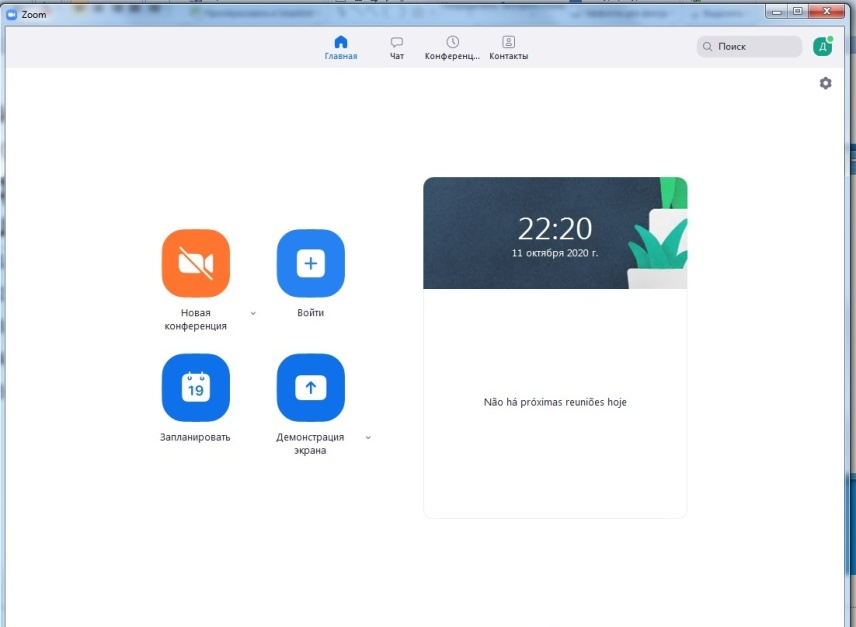 Zoom
Главная
Чат
Конференц...
Контакты
Поиск
Д
22:20
11 октября 2020 г.
Новая
конференция
Войти
19
Запланировать
Демонстрация
экрана
Não há próximas reuniões hoje